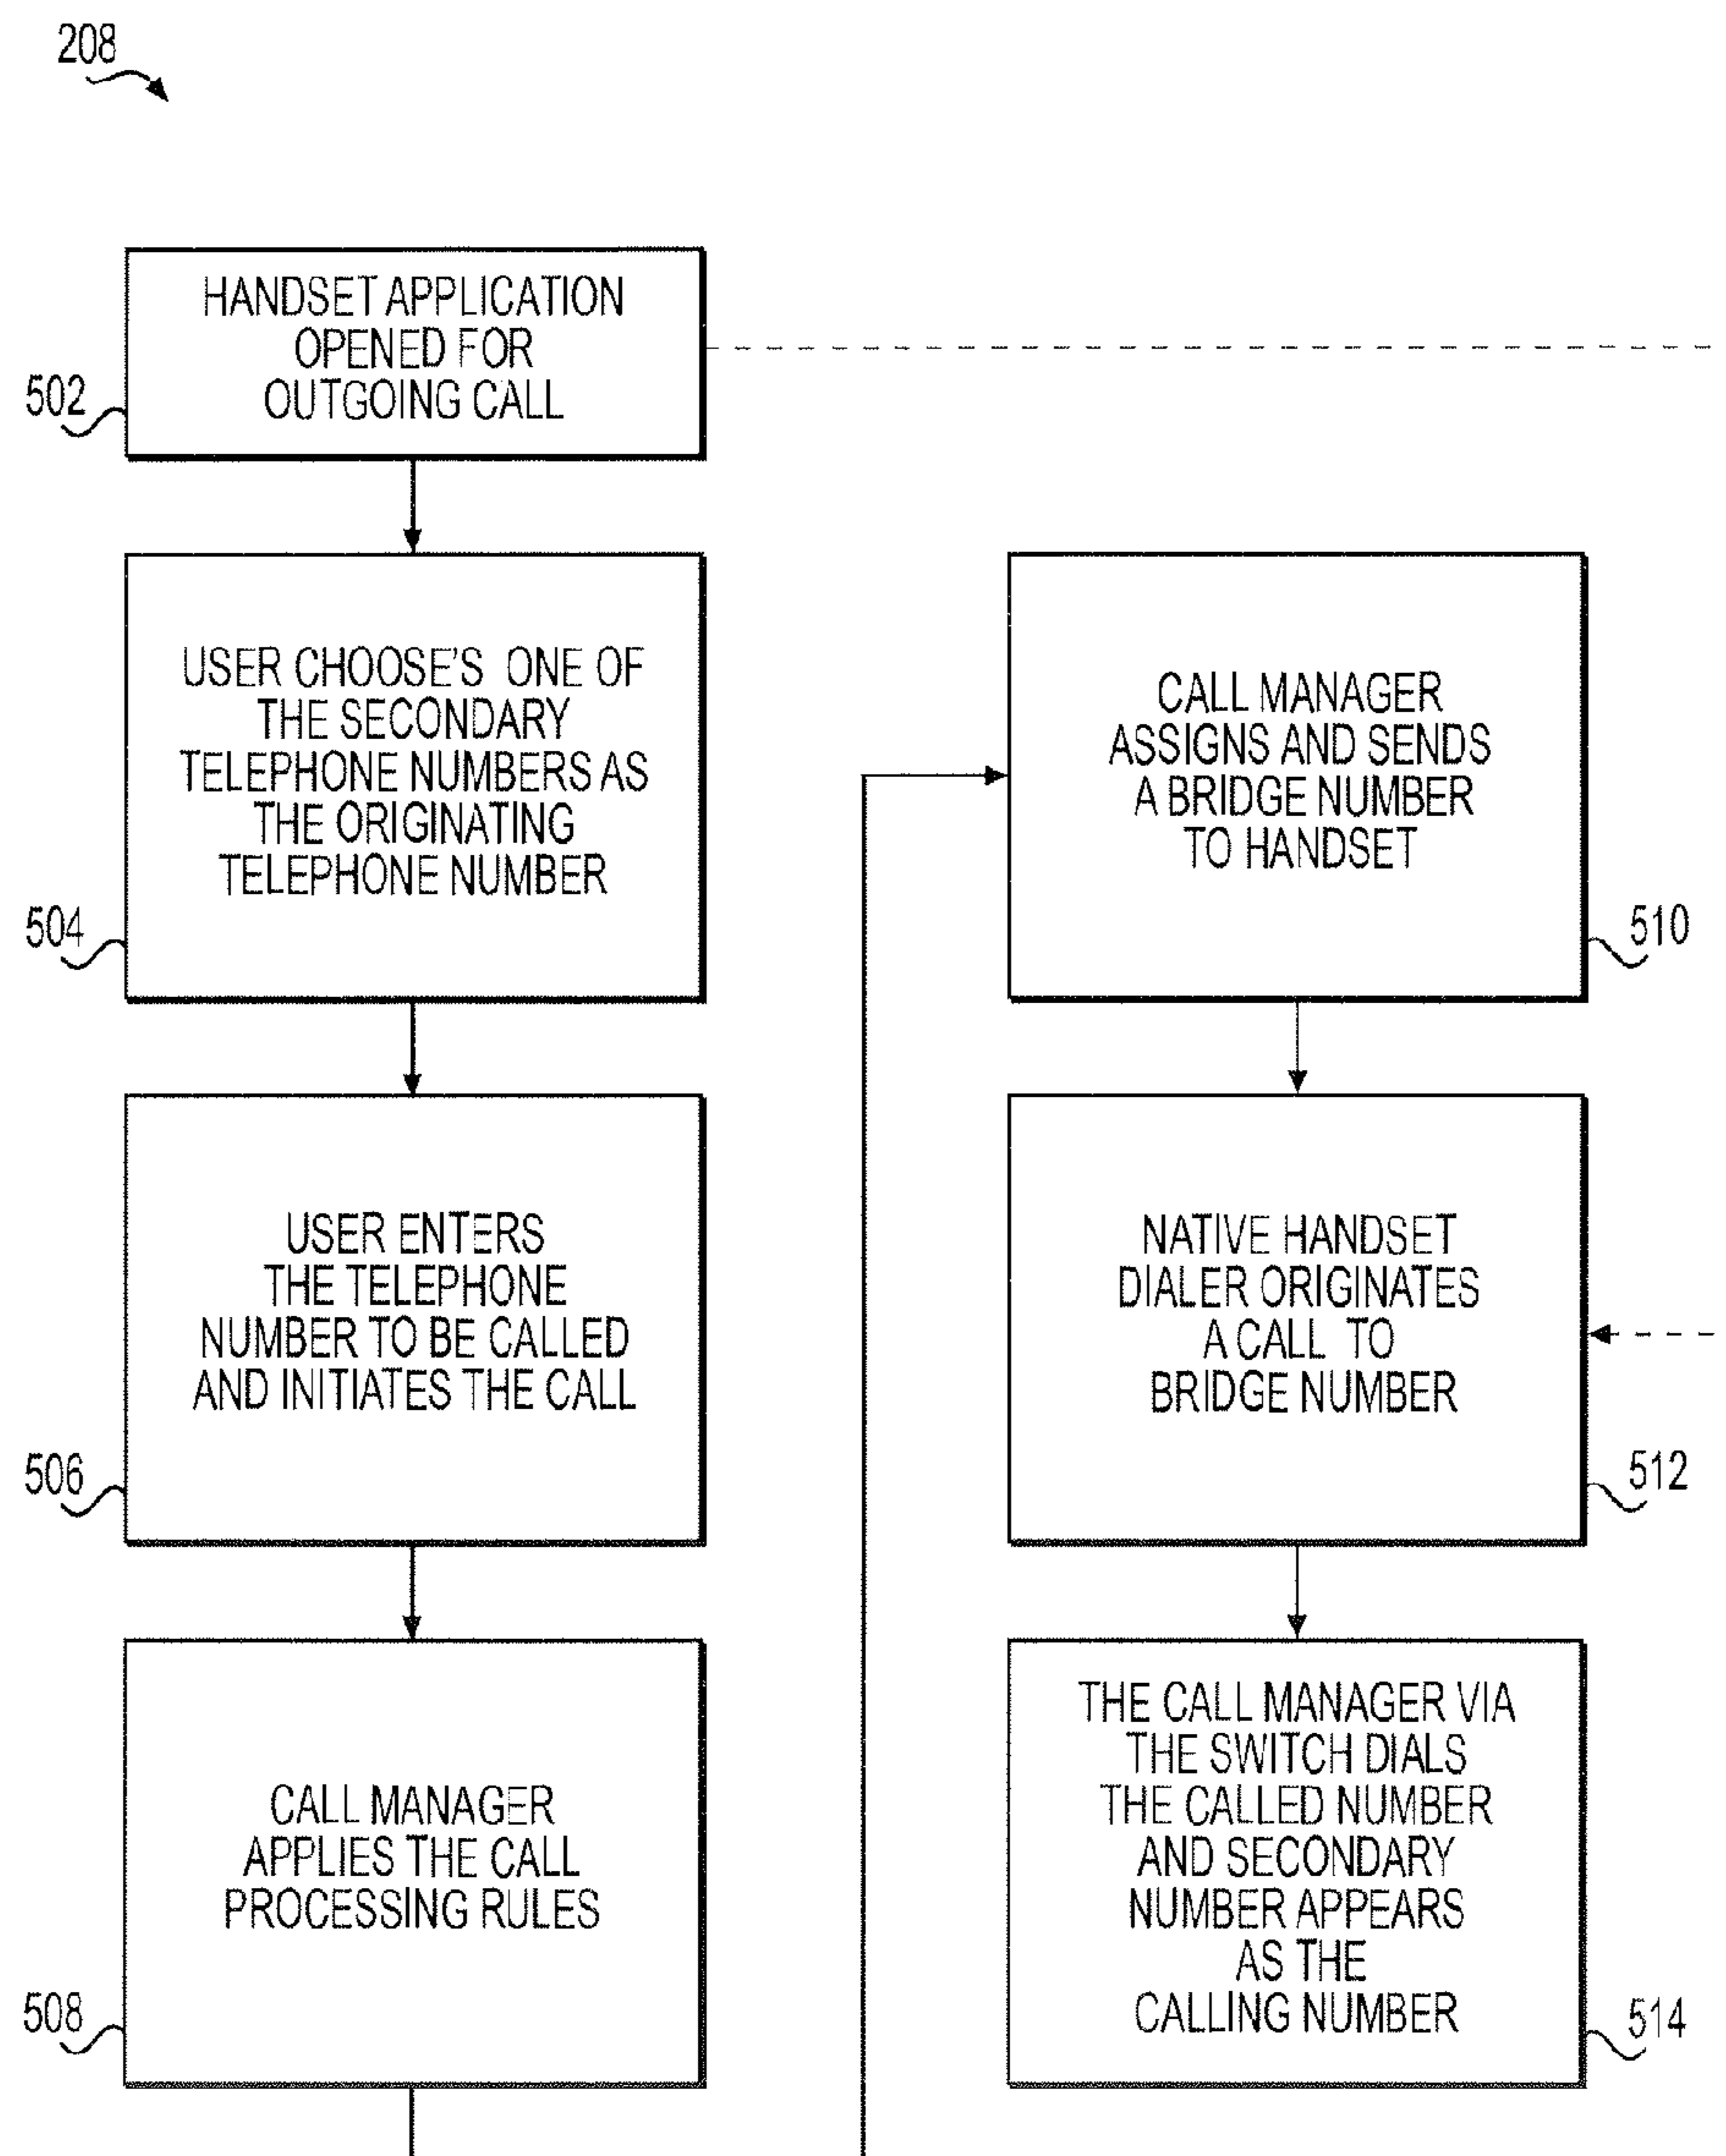 208
HANDSET APPLICATION
OPENED FOR
OUTGOING CALL
502
USER CHOOSE'S ONE OF
THE SECONDARY
TELEPHONE NUMBERS AS
THE ORIGINATING
TELEPHONE NUMBER
504
USER ENTERS
THE TELEPHONE
NUMBER TO BE CALLED
AND INITIATES THE CALL
506
CALL MANAGER
APPLIES THE CALL
PROCESSING RULES
508
CALL MANAGER
ASSIGNS AND SENDS
A BRIDGE NUMBER
TO HANDSET
510
NATIVE HANDSET
DIALER ORIGINATES
A CALL TO
BRIDGE NUMBER
512
THE CALL MANAGER VIA
THE SWITCH DIALS
THE CALLED NUMBER
AND SECONDARY
NUMBER APPEARS
AS THE
CALLING NUMBER
514